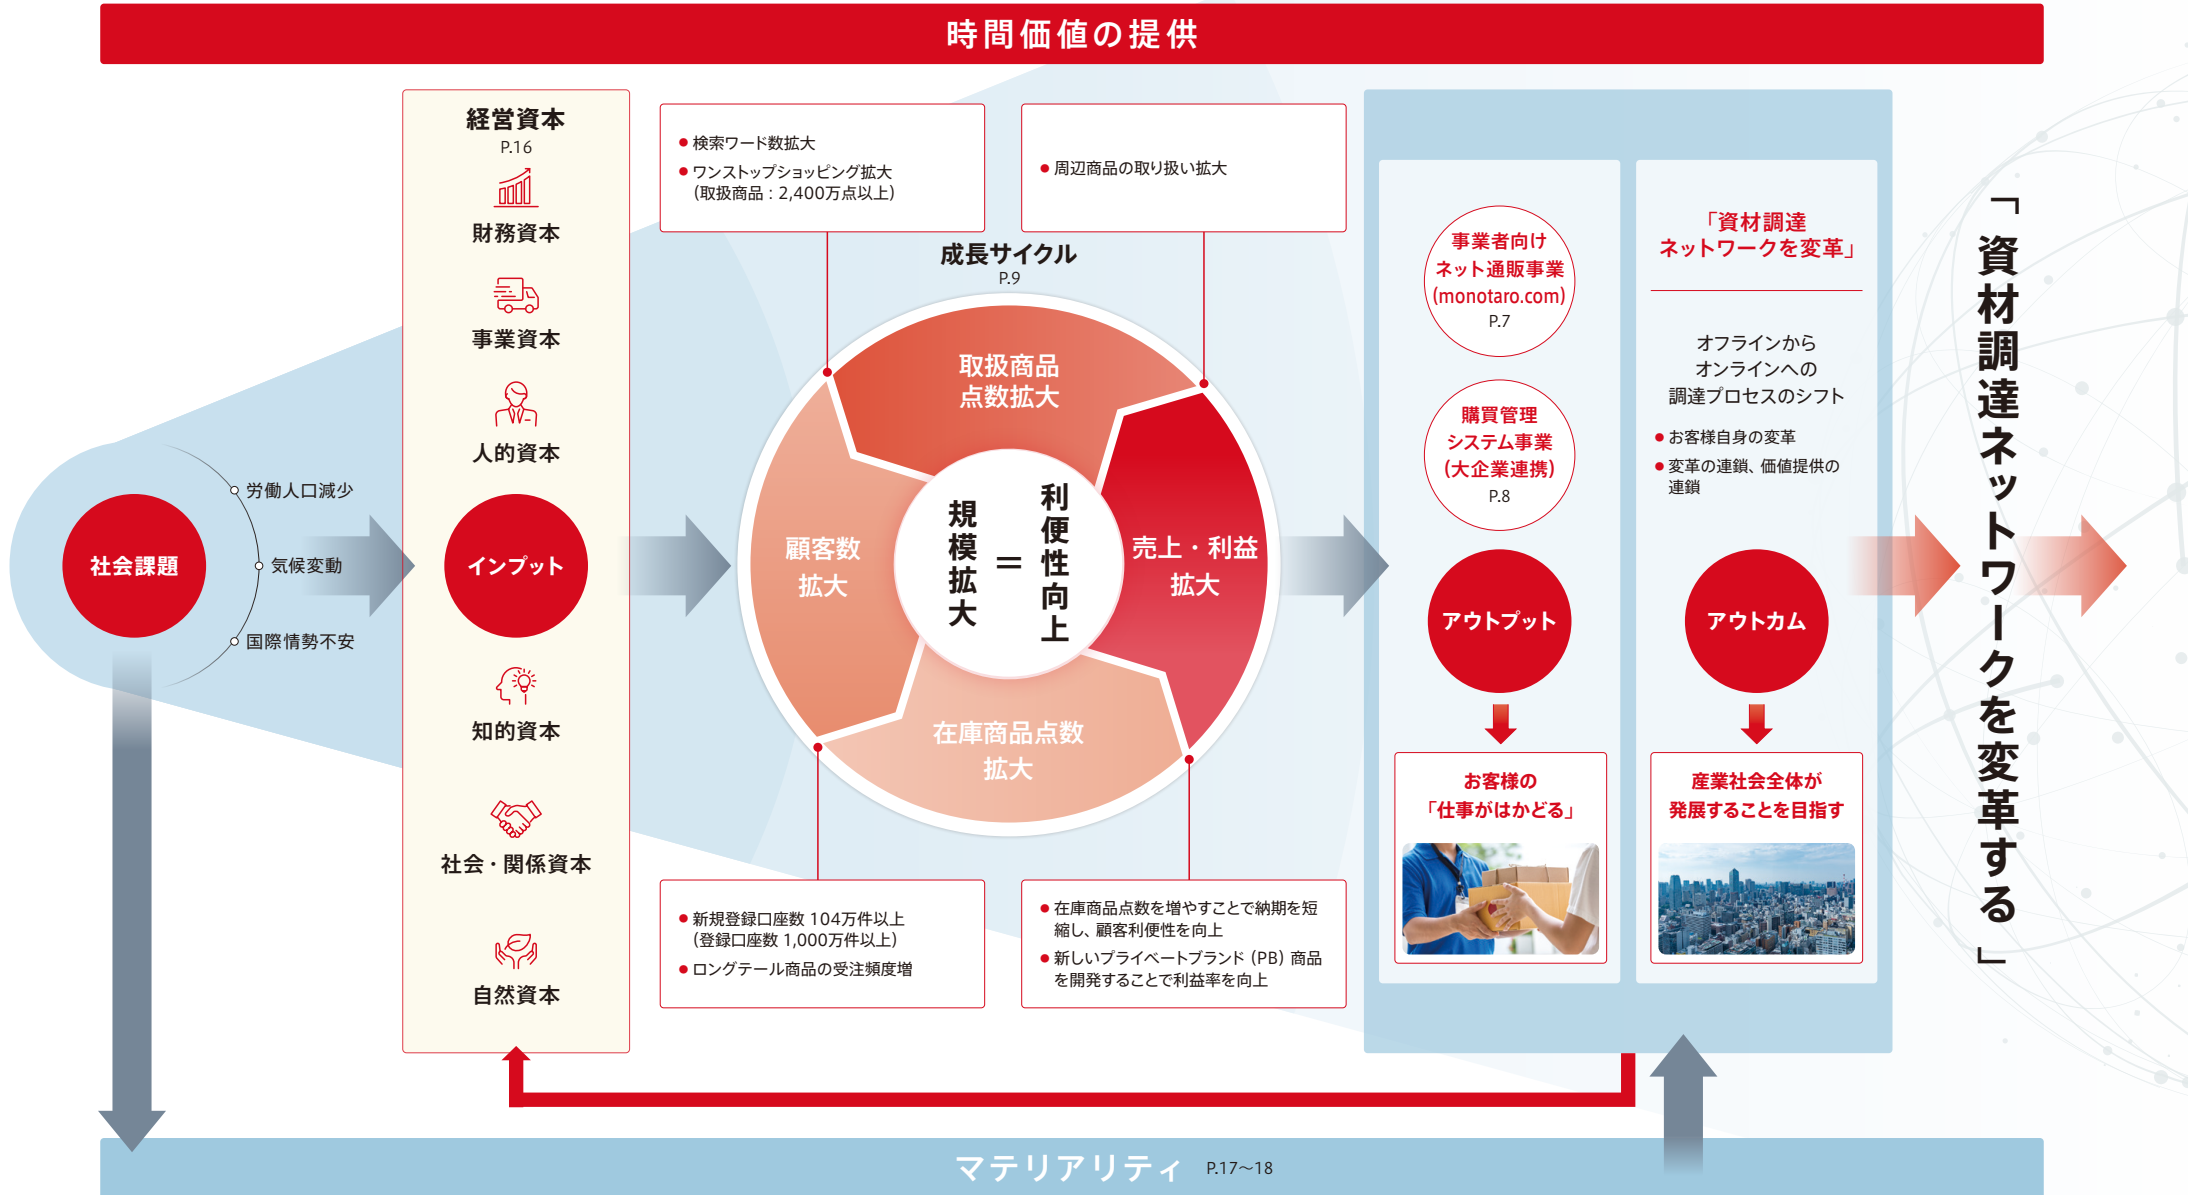 時間価値の提供
社会課題
労働人口減少
気候変動
国際情勢不安
経営資本
P.16
財務資本
事業資本
人的資本
インプット
知的資本
社会・関係資本
自然資本
● 検索ワード数拡大
● ワンストップショッピング拡大
(取扱商品：2,400万点以上)
● 周辺商品の取り扱い拡大
成長サイクル
P.9
取扱商品
点数拡大
売上・利益
拡大
在庫商品点数
拡大
顧客数
拡大
規模拡大
＝
利便性向上
● 新規登録口座数 104万件以上
(登録口座数 1,000万件以上)
● ロングテール商品の受注頻度増
● 在庫商品点数を増やすことで納期を短
縮し、顧客利便性を向上
● 新しいプライベートブランド (PB) 商品
を開発することで利益率を向上
事業者向け
ネット通販事業
(monotaro.com)
P.7
購買管理
システム事業
(大企業連携)
P.8
アウトプット
お客様の
「仕事がはかどる」
「資材調達
ネットワークを変革」
オフラインから
オンラインへの
調達プロセスのシフト
● お客様自身の変革
● 変革の連鎖、価値提供の
連鎖
アウトカム
産業社会全体が
発展することを目指す
「資材調達ネットワークを変革する」
マテリアリティ P.17～18